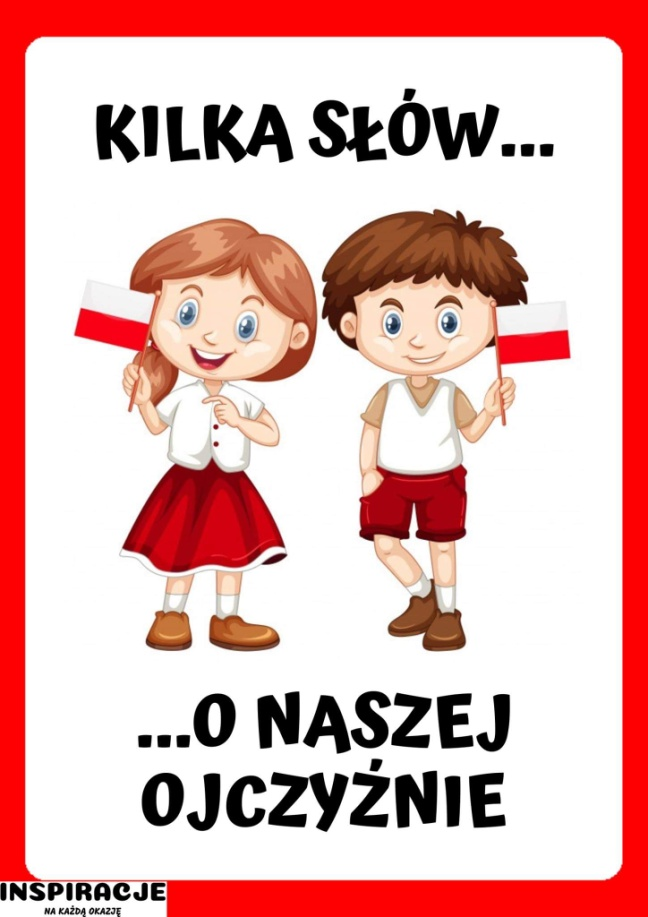 KILKA SŁÓW...
...O NASZEJ
OJCZYŹNIE
INSPIRACJE
NA KAŻDĄ OKAZJĘ